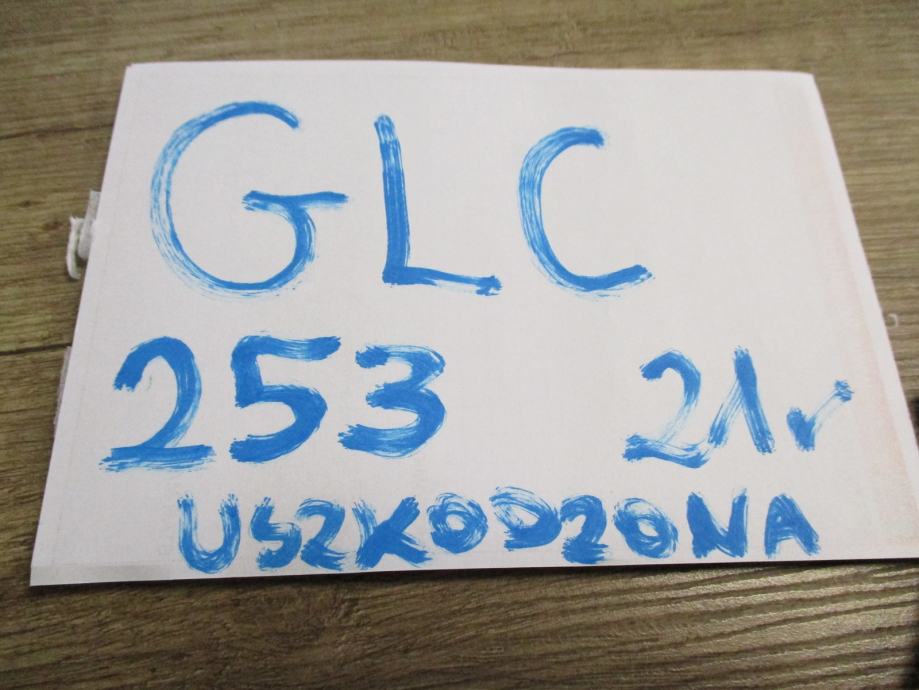 GLC
253 21r
USZKODZONA